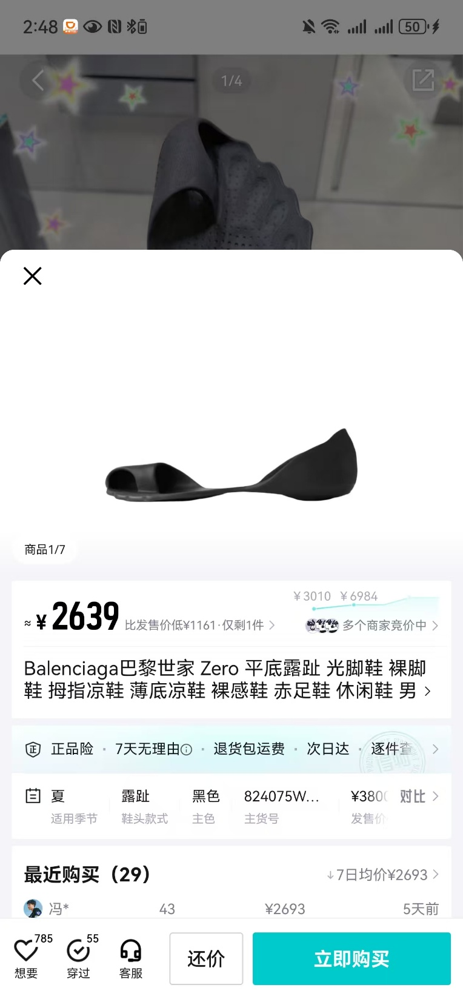 2:48
50
1/4
商品1/7
≈ ¥ 2639 比发售价低¥1161·仅剩1件
¥3010 ¥6984
多个商家竞价中
Balenciaga巴黎世家 Zero 平底露趾 光脚鞋 裸脚
鞋 拇指凉鞋 薄底凉鞋 裸感鞋 赤足鞋 休闲鞋 男
正 正品险 · 7天无理由 · 退货包运费 · 次日达 · 逐件查
夏 露趾 黑色 824075W... ¥3800 对比
适用季节 鞋头款式 主色 主货号 发售价
最近购买（29） ↓7日均价¥2693
冯* 43 ¥2693 5天前
785 55
想要 穿过 客服 还价 立即购买